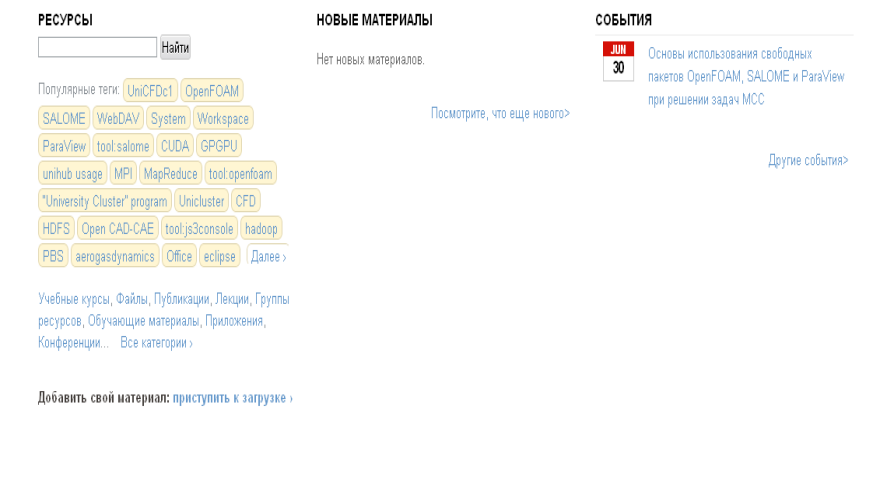 РЕСУРСЫ
Найти
Популярные теги: UniCFDc1 OpenFOAM
SALOME WebDAV System Workspace
ParaView tool:salome CUDA GPGPU
unihub usage MPI MapReduce tool:openfoam
"University Cluster" program Unicluster CFD
HDFS Open CAD-CAE tool:js3console hadoop
PBS aerogasdynamics Office eclipse Далее ›
Учебные курсы, Файлы, Публикации, Лекции, Группы
ресурсов, Обучающие материалы, Приложения,
Конференции... Все категории ›
Добавить свой материал: приступить к загрузке ›
НОВЫЕ МАТЕРИАЛЫ
Нет новых материалов.
Посмотрите, что еще нового>
СОБЫТИЯ
JUN
30
Основы использования свободных
пакетов OpenFOAM, SALOME и ParaView
при решении задач МСС
Другие события>